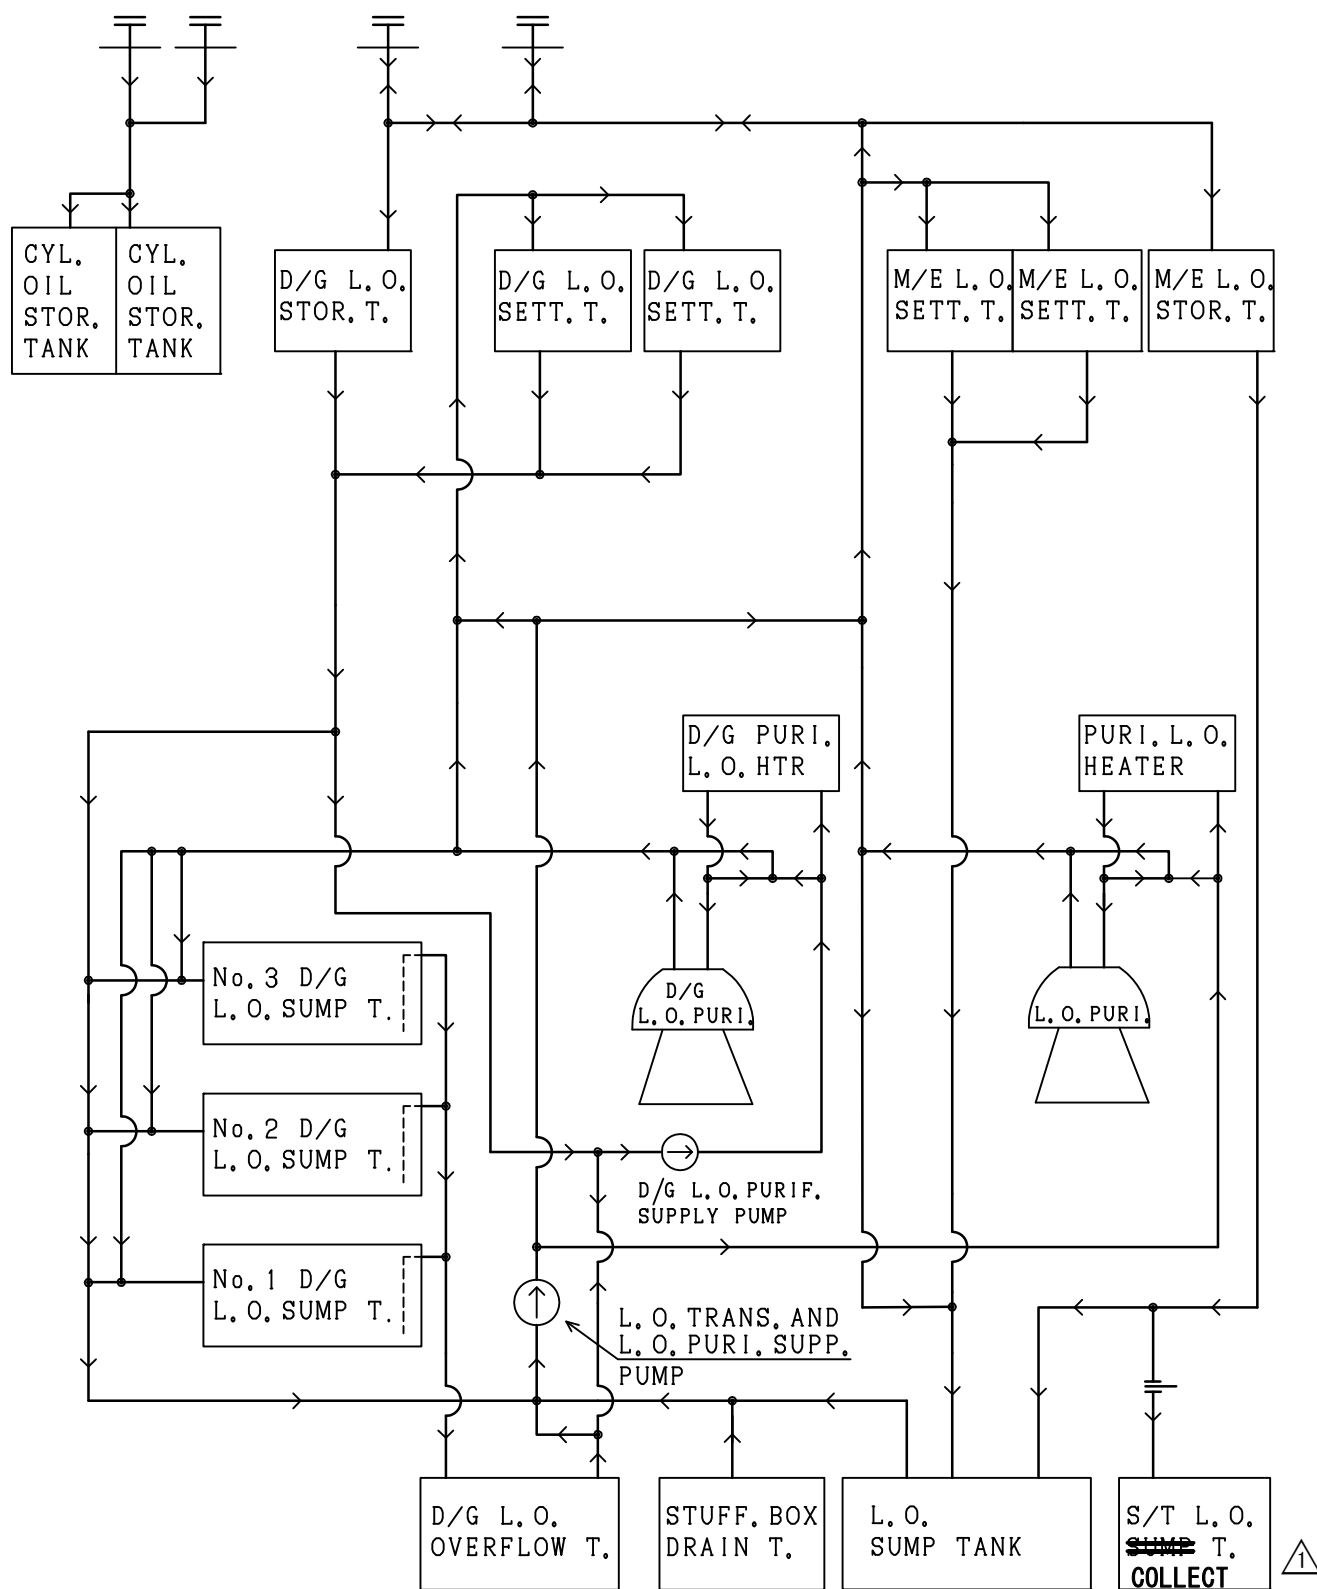 CYL.
OIL
STOR.
TANK
CYL.
OIL
STOR.
TANK
D/G L.O.
STOR.T.
D/G L.O.
SETT.T.
D/G L.O.
SETT.T.
M/E L.O.
SETT.T.
M/E L.O.
SETT.T.
M/E L.O.
STOR.T.
D/G PURI.
L.O.HTR
PURI.L.O.
HEATER
No.3 D/G
L.O.SUMP T.
D/G
L.O.PURI.
L.O.PURI.
No.2 D/G
L.O.SUMP T.
D/G L.O.PURIF.
SUPPLY PUMP
No.1 D/G
L.O.SUMP T.
L.O.TRANS.AND
L.O.PURI.SUPP.
PUMP
D/G L.O.
OVERFLOW T.
STUFF.BOX
DRAIN T.
L.O.
SUMP TANK
S/T L.O.
SUMP T.
COLLECT
1